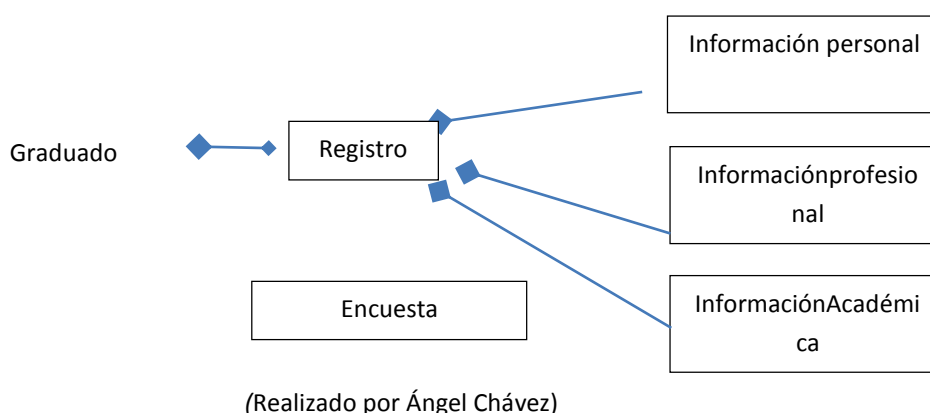 Información personal
Graduado
Registro
Informaciónprofesio
nal
Encuesta
InformaciónAcadémi
ca
(Realizado por Ángel Chávez)